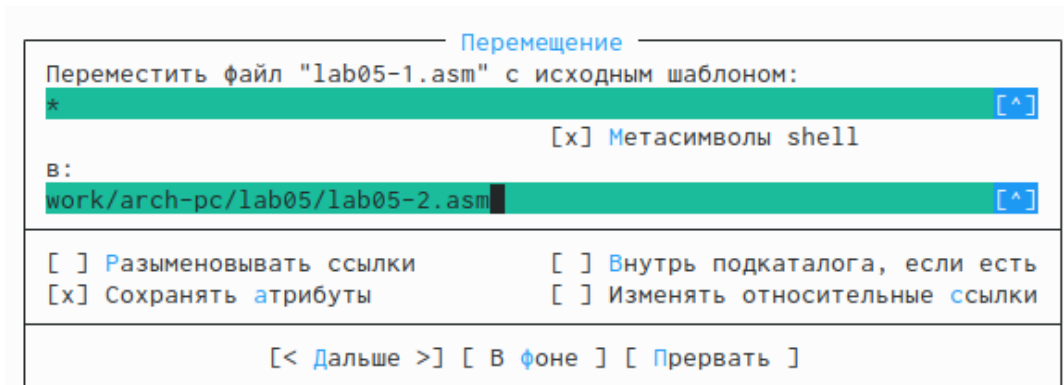 Перемещение
Переместить файл "lab05-1.asm" с исходным шаблоном:
* [^]
[x] Метасимволы shell
в:
work/arch-pc/lab05/lab05-2.asm [^]
[ ] Разыменовывать ссылки [ ] Внутрь подкаталога, если есть
[x] Сохранять атрибуты [ ] Изменять относительные ссылки
[< Дальше >] [ В фоне ] [ Прервать ]